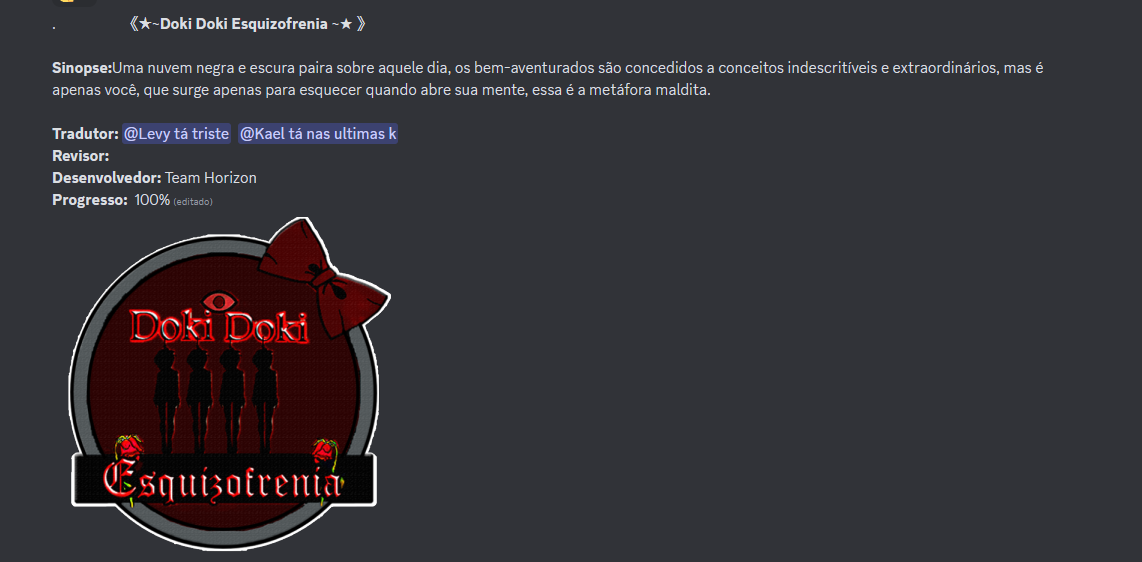 . 《★~Doki Doki Esquizofrenia ~★ 》
Sinopse:Uma nuvem negra e escura paira sobre aquele dia, os bem-aventurados são concedidos a conceitos indescritíveis e extraordinários, mas é
apenas você, que surge apenas para esquecer quando abre sua mente, essa é a metáfora maldita.
Tradutor: @Levy tá triste @Kael tá nas ultimas k
Revisor:
Desenvolvedor: Team Horizon
Progresso: 100% (editado)
Doki Doki
Esquizofrenia